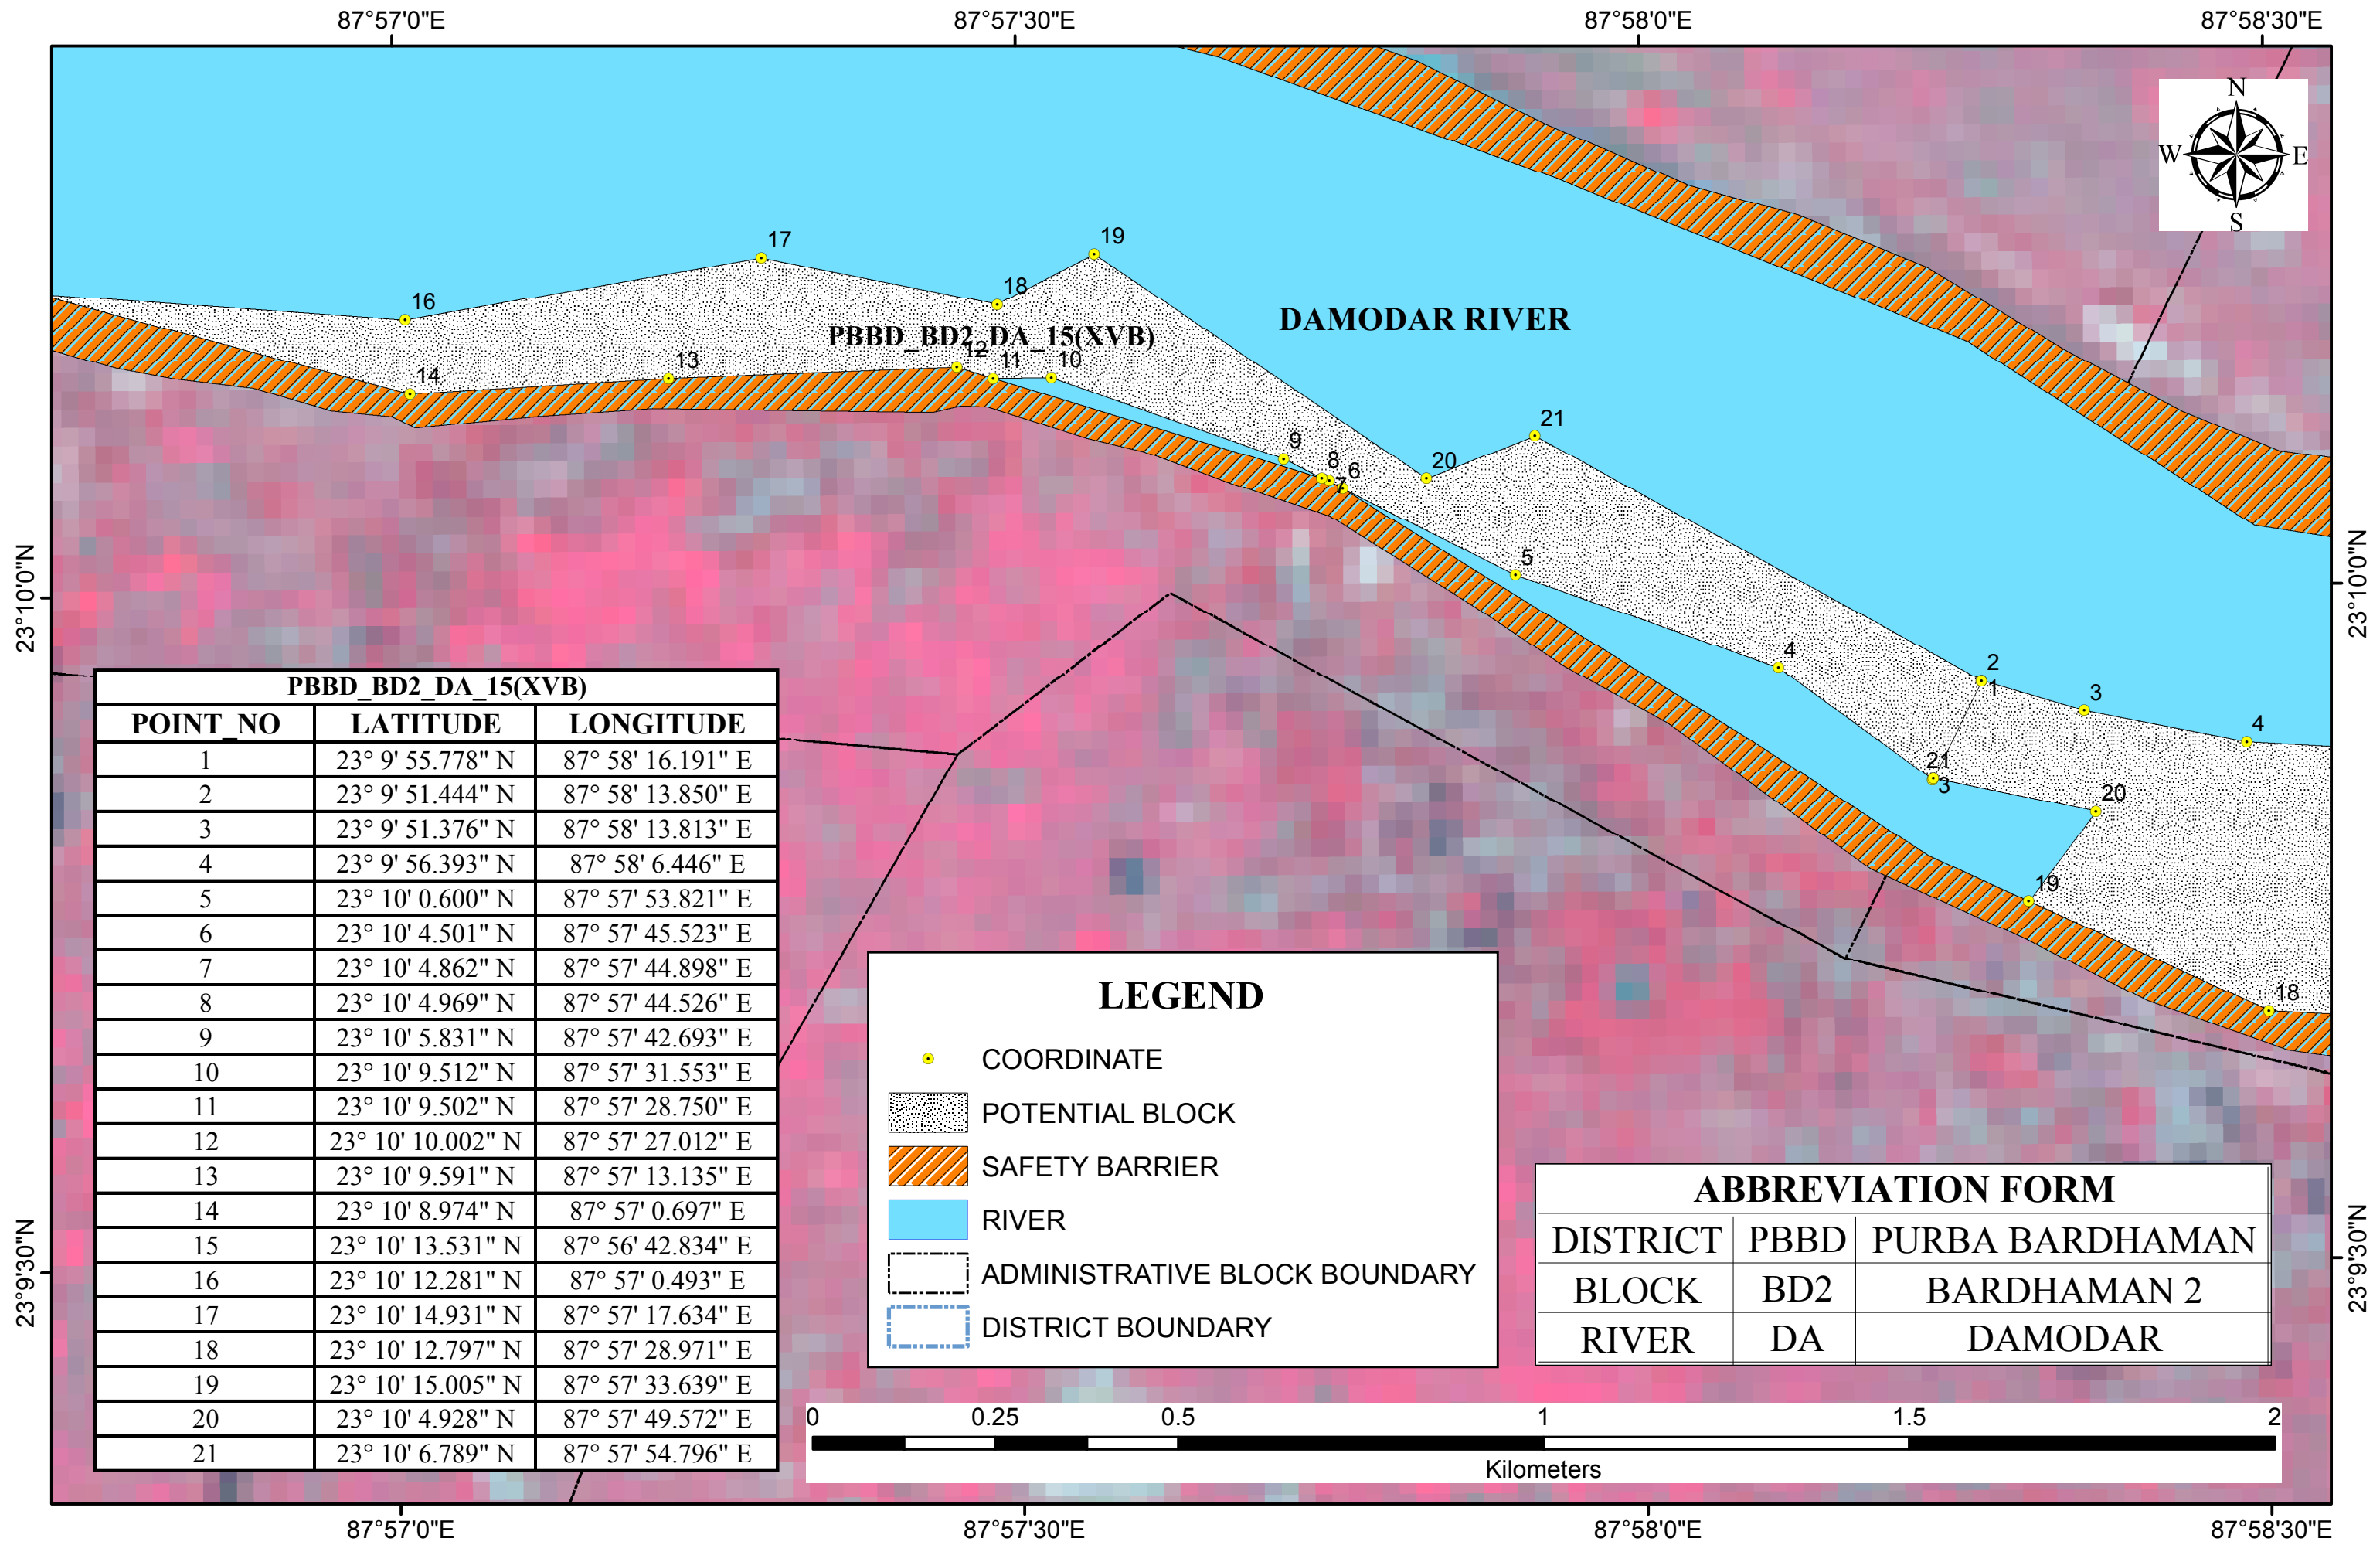 87°57'0"E 87°57'30"E 87°58'0"E 87°58'30"E
N
W E
S
17 19
16 18
DAMODAR RIVER
PBBD_BD2_DA_15(XVB)
14 13 12 11 10
21
9 8 6 20
7
23°10'0"N 23°10'0"N
5
4 2
1 3
4
21
3 20
19
18
PBBD_BD2_DA_15(XVB)
POINT_NO LATITUDE LONGITUDE
1 23° 9' 55.778" N 87° 58' 16.191" E
2 23° 9' 51.444" N 87° 58' 13.850" E
3 23° 9' 51.376" N 87° 58' 13.813" E
4 23° 9' 56.393" N 87° 58' 6.446" E
5 23° 10' 0.600" N 87° 57' 53.821" E
6 23° 10' 4.501" N 87° 57' 45.523" E
7 23° 10' 4.862" N 87° 57' 44.898" E
8 23° 10' 4.969" N 87° 57' 44.526" E
9 23° 10' 5.831" N 87° 57' 42.693" E
10 23° 10' 9.512" N 87° 57' 31.553" E
11 23° 10' 9.502" N 87° 57' 28.750" E
12 23° 10' 10.002" N 87° 57' 27.012" E
13 23° 10' 9.591" N 87° 57' 13.135" E
14 23° 10' 8.974" N 87° 57' 0.697" E
15 23° 10' 13.531" N 87° 56' 42.834" E
16 23° 10' 12.281" N 87° 57' 0.493" E
17 23° 10' 14.931" N 87° 57' 17.634" E
18 23° 10' 12.797" N 87° 57' 28.971" E
19 23° 10' 15.005" N 87° 57' 33.639" E
20 23° 10' 4.928" N 87° 57' 49.572" E
21 23° 10' 6.789" N 87° 57' 54.796" E
LEGEND
COORDINATE
POTENTIAL BLOCK
SAFETY BARRIER
RIVER
ADMINISTRATIVE BLOCK BOUNDARY
DISTRICT BOUNDARY
ABBREVIATION FORM
DISTRICT PBBD PURBA BARDHAMAN
BLOCK BD2 BARDHAMAN 2
RIVER DA DAMODAR
23°9'30"N 23°9'30"N
0 0.25 0.5 1 1.5 2
Kilometers
87°57'0"E 87°57'30"E 87°58'0"E 87°58'30"E